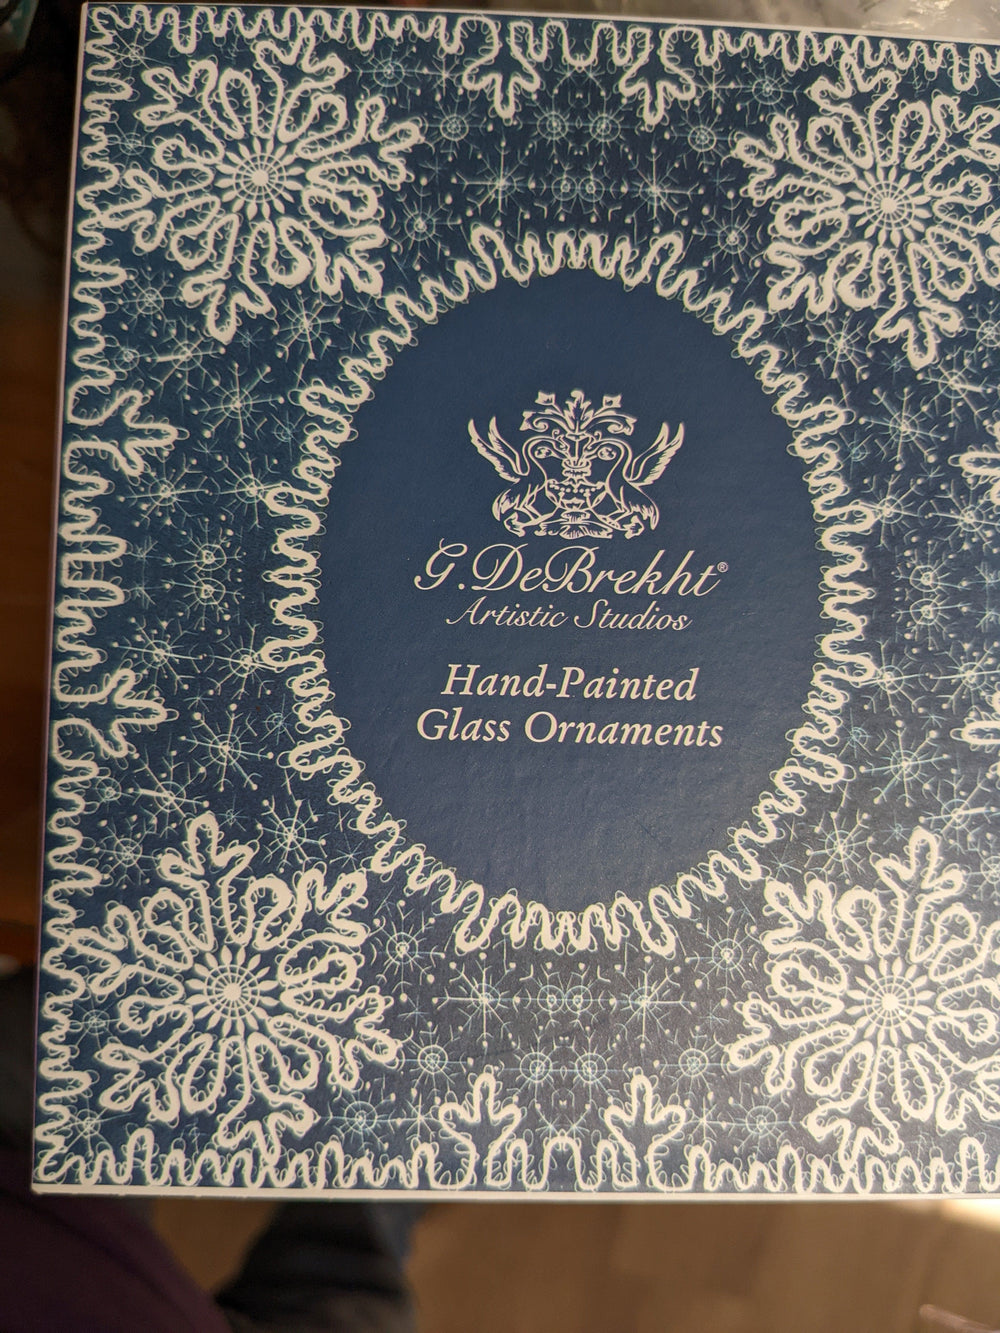 G.DeBrekht®
Artistic Studios
Hand-Painted
Glass Ornaments